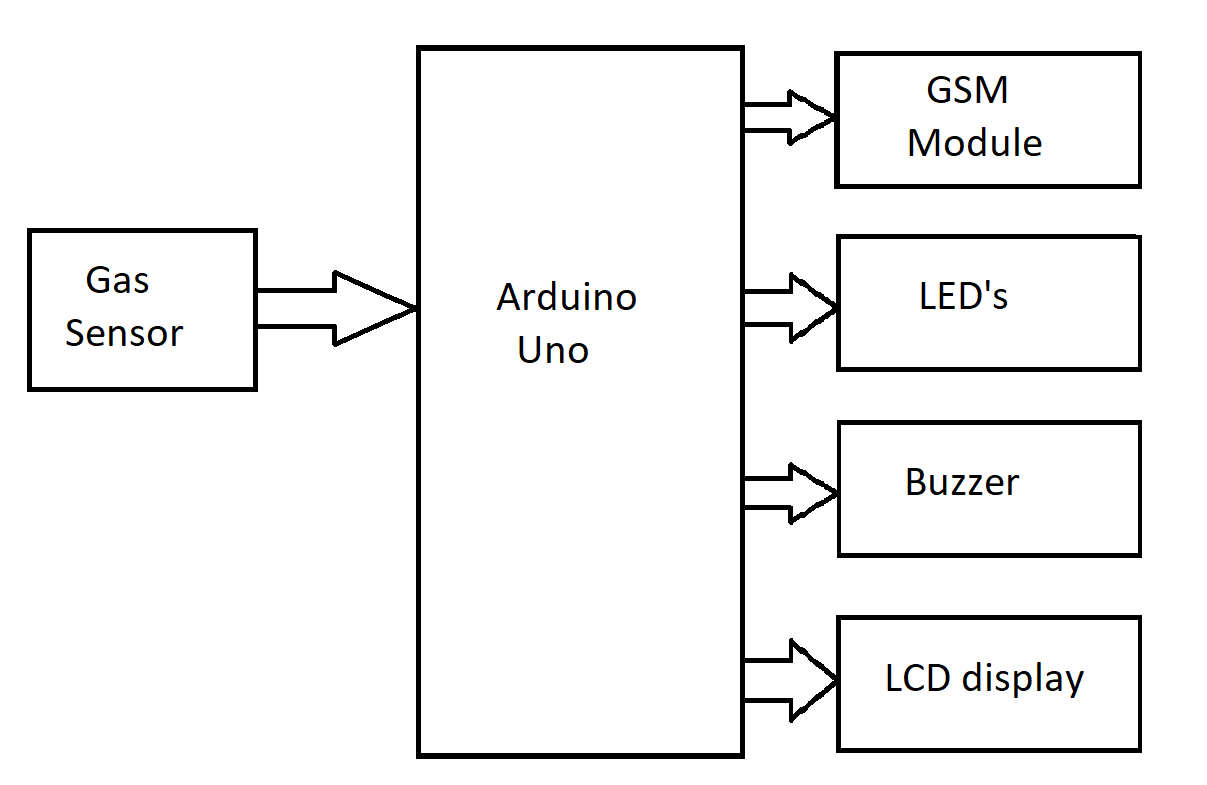 Gas
Sensor
Arduino
Uno
GSM
Module
LED's
Buzzer
LCD display